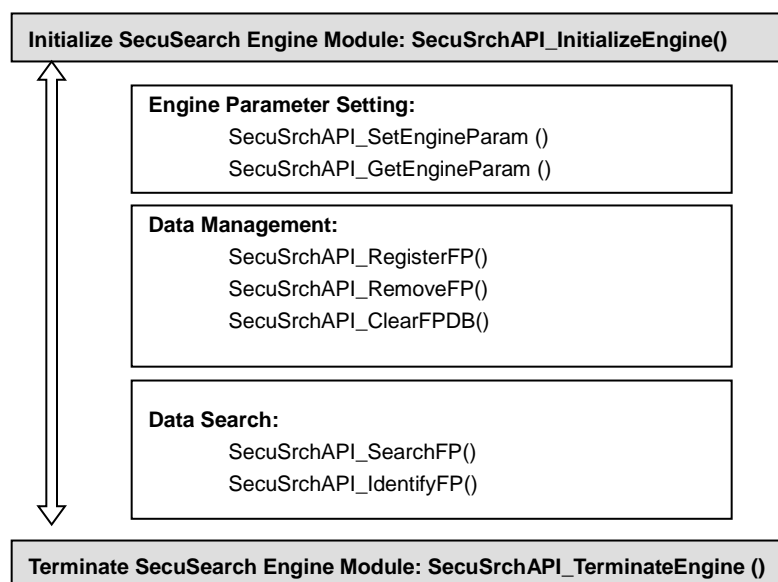 Initialize SecuSearch Engine Module: SecuSrchAPI_InitializeEngine()
Engine Parameter Setting:
SecuSrchAPI_SetEngineParam ()
SecuSrchAPI_GetEngineParam ()
Data Management:
SecuSrchAPI_RegisterFP()
SecuSrchAPI_RemoveFP()
SecuSrchAPI_ClearFPDB()
Data Search:
SecuSrchAPI_SearchFP()
SecuSrchAPI_IdentifyFP()
Terminate SecuSearch Engine Module: SecuSrchAPI_TerminateEngine ()